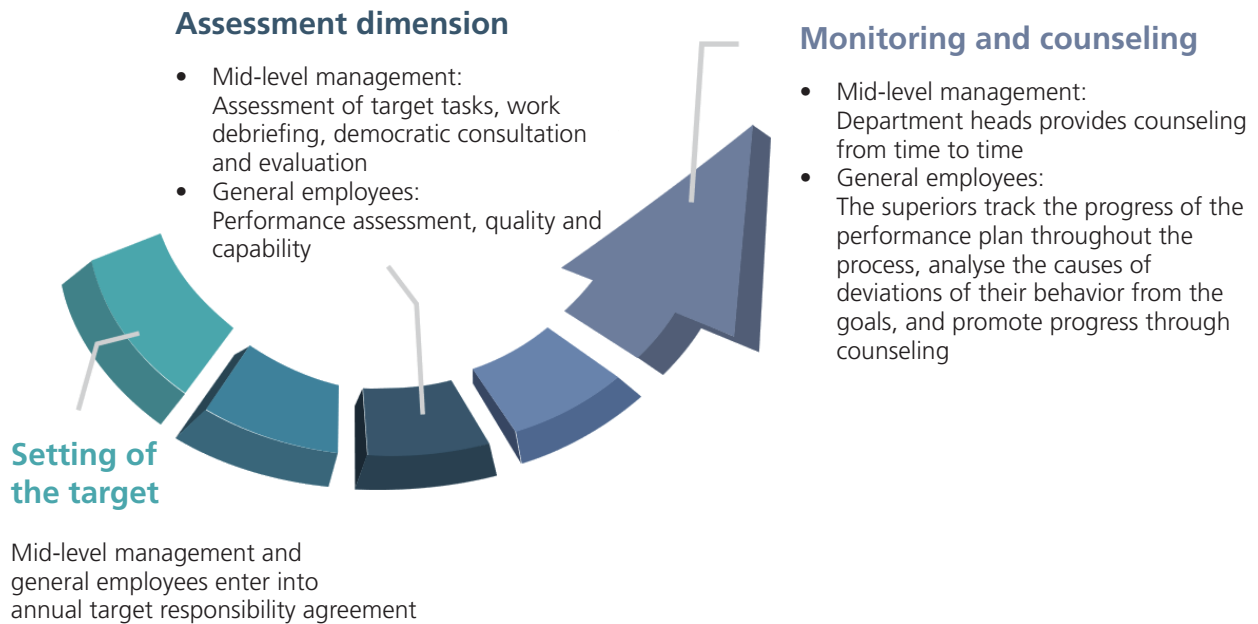 Assessment dimension
• Mid-level management:
Assessment of target tasks, work
debriefing, democratic consultation
and evaluation
• General employees:
Performance assessment, quality and
capability
Monitoring and counseling
• Mid-level management:
Department heads provides counseling
from time to time
• General employees:
The superiors track the progress of the
performance plan throughout the
process, analyse the causes of
deviations of their behavior from the
goals, and promote progress through
counseling
Setting of
the target
Mid-level management and
general employees enter into
annual target responsibility agreement